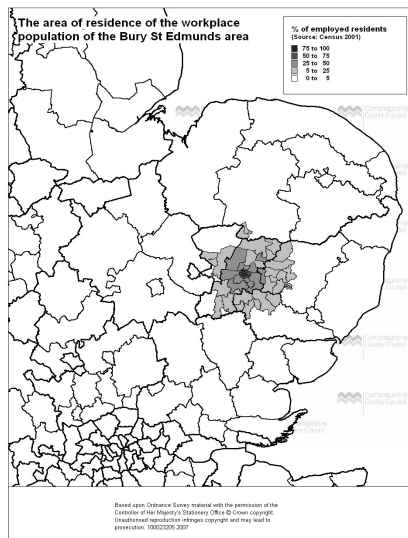 The area of residence of the workplace
population of the Bury St Edmunds area
% of employed residents
(Source: Census 2001)
75 to 100
50 to 75
25 to 50
5 to 25
0 to 5
Cambridgeshire
County Council
Based upon Ordnance Survey material with the permission of the
Controller of Her Majesty's Stationery Office © Crown copyright.
Unauthorised reproduction infringes copyright and may lead to
prosecution. 100023205 2007